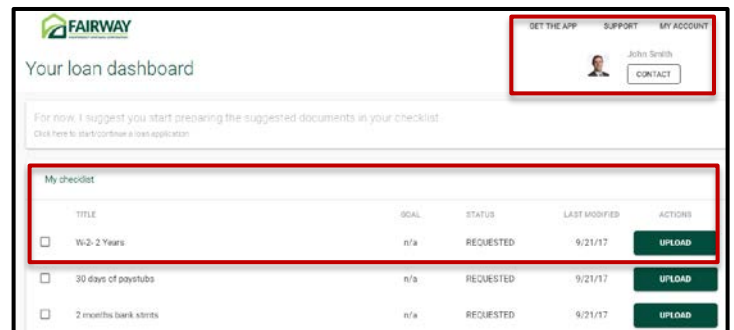 FAIRWAY
GET THE APP SUPPORT MY ACCOUNT
Your loan dashboard
John Smith
CONTACT
For now, I suggest you start preparing the suggested documents in your checklist
Click here to start/continue a loan application
My checklist
TITLE GOAL STATUS LAST MODIFIED ACTIONS
W-2- 2 Years n/a REQUESTED 9/21/17 UPLOAD
30 days of paystubs n/a REQUESTED 9/21/17 UPLOAD
2 months bank stmts n/a REQUESTED 9/21/17 UPLOAD